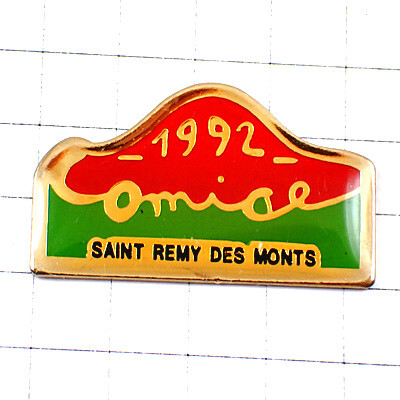 - 1992 -
Comice
SAINT REMY DES MONTS